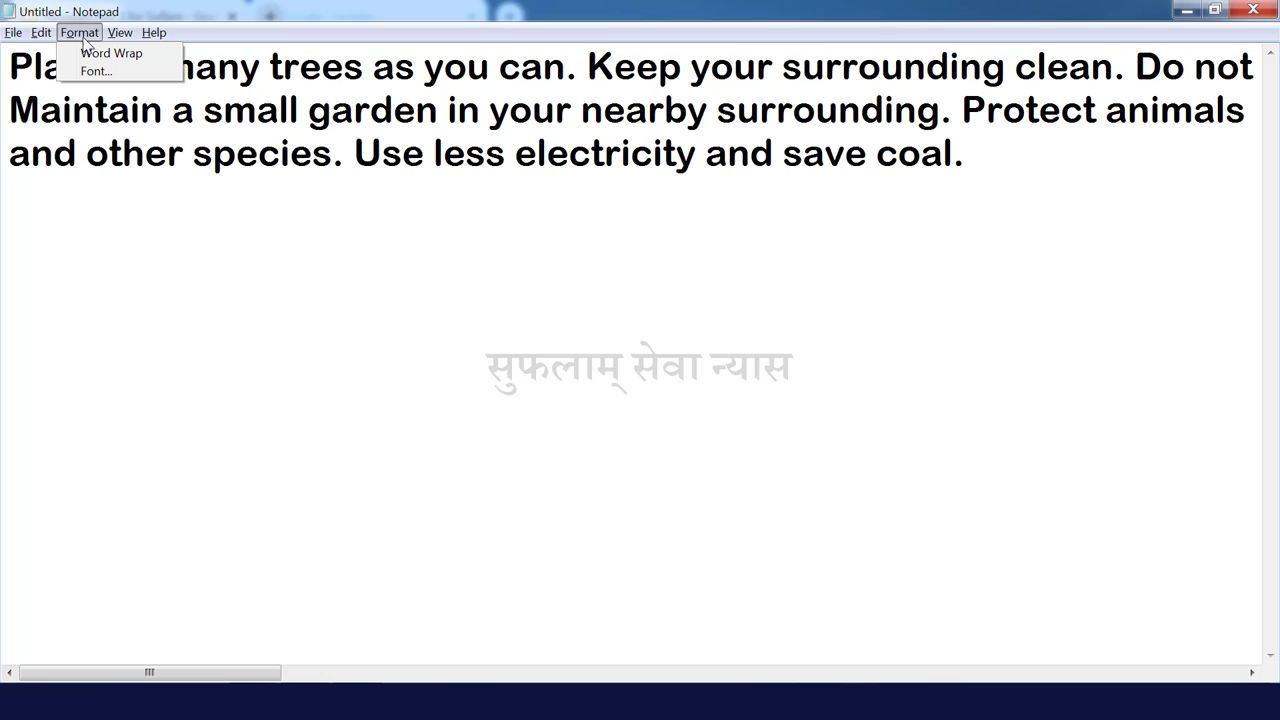 Untitled - Notepad
File Edit Format View Help
Word Wrap
Font...
many trees as you can. Keep your surrounding clean. Do not
Maintain a small garden in your nearby surrounding. Protect animals
and other species. Use less electricity and save coal.
सुफलाम् सेवा न्यास